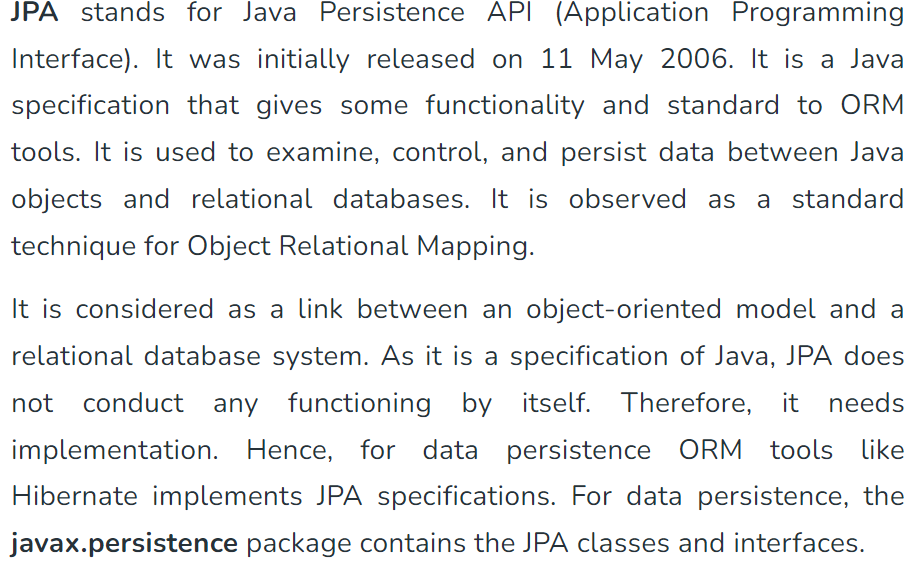 JPA stands for Java Persistence API (Application Programming
Interface). It was initially released on 11 May 2006. It is a Java
specification that gives some functionality and standard to ORM
tools. It is used to examine, control, and persist data between Java
objects and relational databases. It is observed as a standard
technique for Object Relational Mapping.
It is considered as a link between an object-oriented model and a
relational database system. As it is a specification of Java, JPA does
not conduct any functioning by itself. Therefore, it needs
implementation. Hence, for data persistence ORM tools like
Hibernate implements JPA specifications. For data persistence, the
javax.persistence package contains the JPA classes and interfaces.